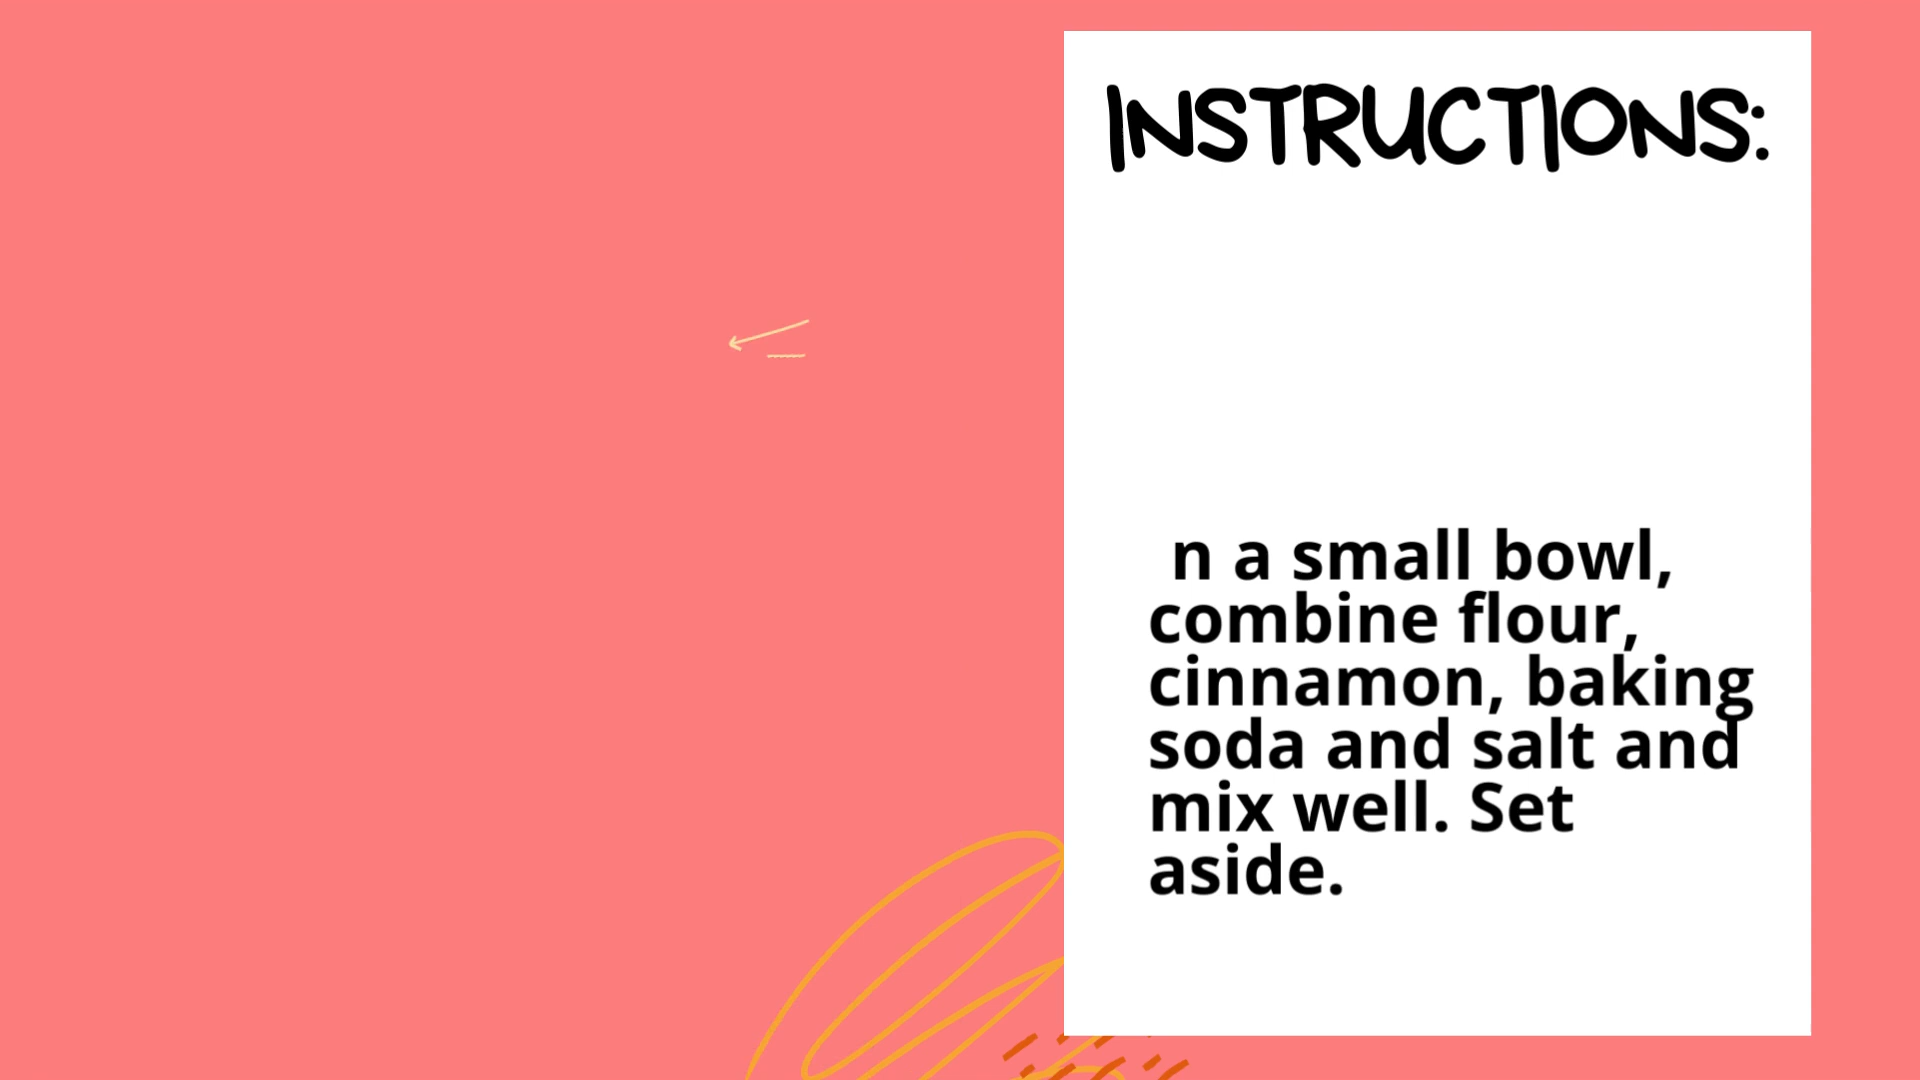 INSTRUCTIONS:
n a small bowl,
combine flour,
cinnamon, baking
soda and salt and
mix well. Set
aside.